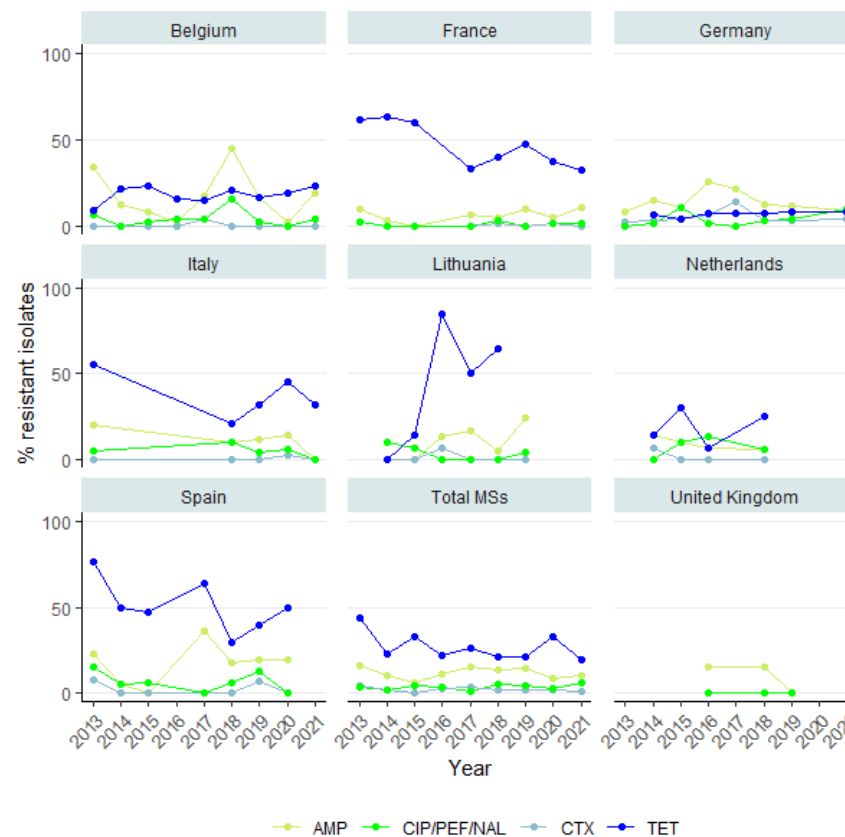 Belgium France Germany
100
50
0
Italy Lithuania Netherlands
100
50
0
% resistant isolates
Spain Total MSs United Kingdom
100
50
0
2013 2014 2015 2016 2017 2018 2019 2020 2021 2013 2014 2015 2016 2017 2018 2019 2020 2021 2013 2014 2015 2016 2017 2018 2019 2020
Year
AMP CIP/PEF/NAL CTX TET